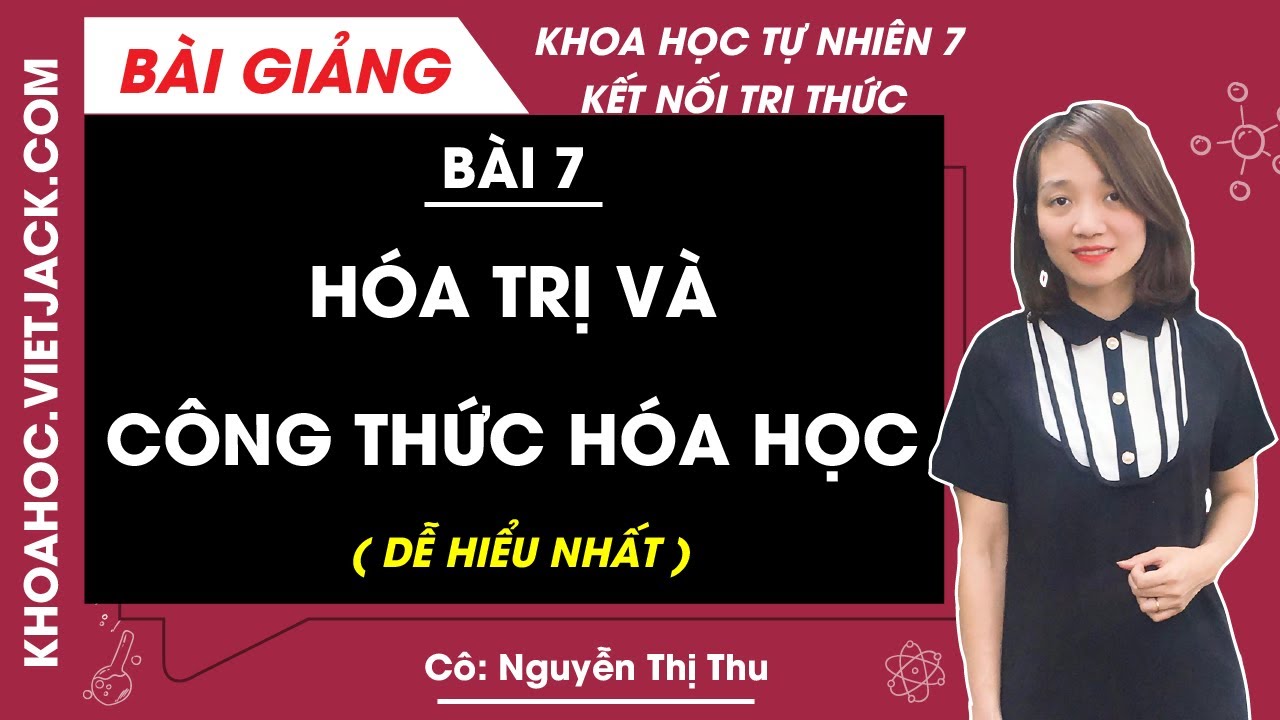 BÀI GIẢNG
KHOA HỌC TỰ NHIÊN 7
KẾT NỐI TRI THỨC
BÀI 7
HÓA TRỊ VÀ
CÔNG THỨC HÓA HỌC
( DỄ HIỂU NHẤT )
Cô: Nguyễn Thị Thu
KHOAHOC.VIETJACK.COM